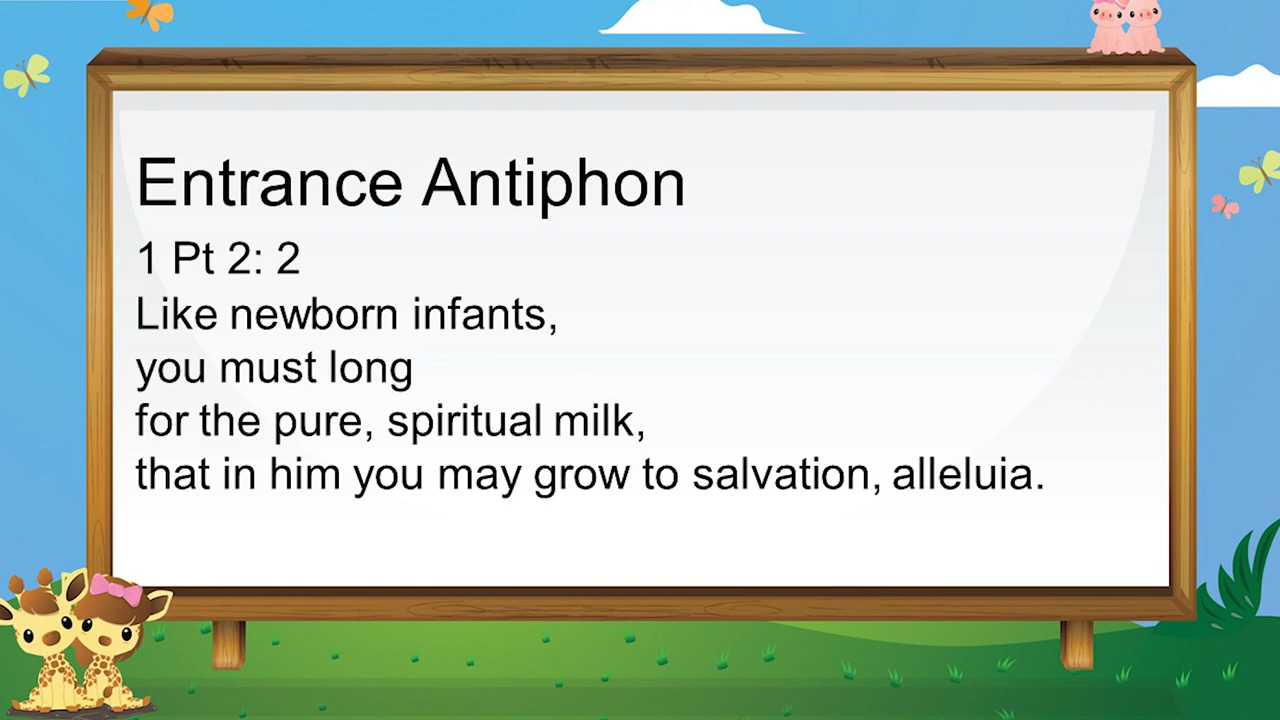 Entrance Antiphon
1 Pt 2: 2
Like newborn infants,
you must long
for the pure, spiritual milk,
that in him you may grow to salvation, alleluia.